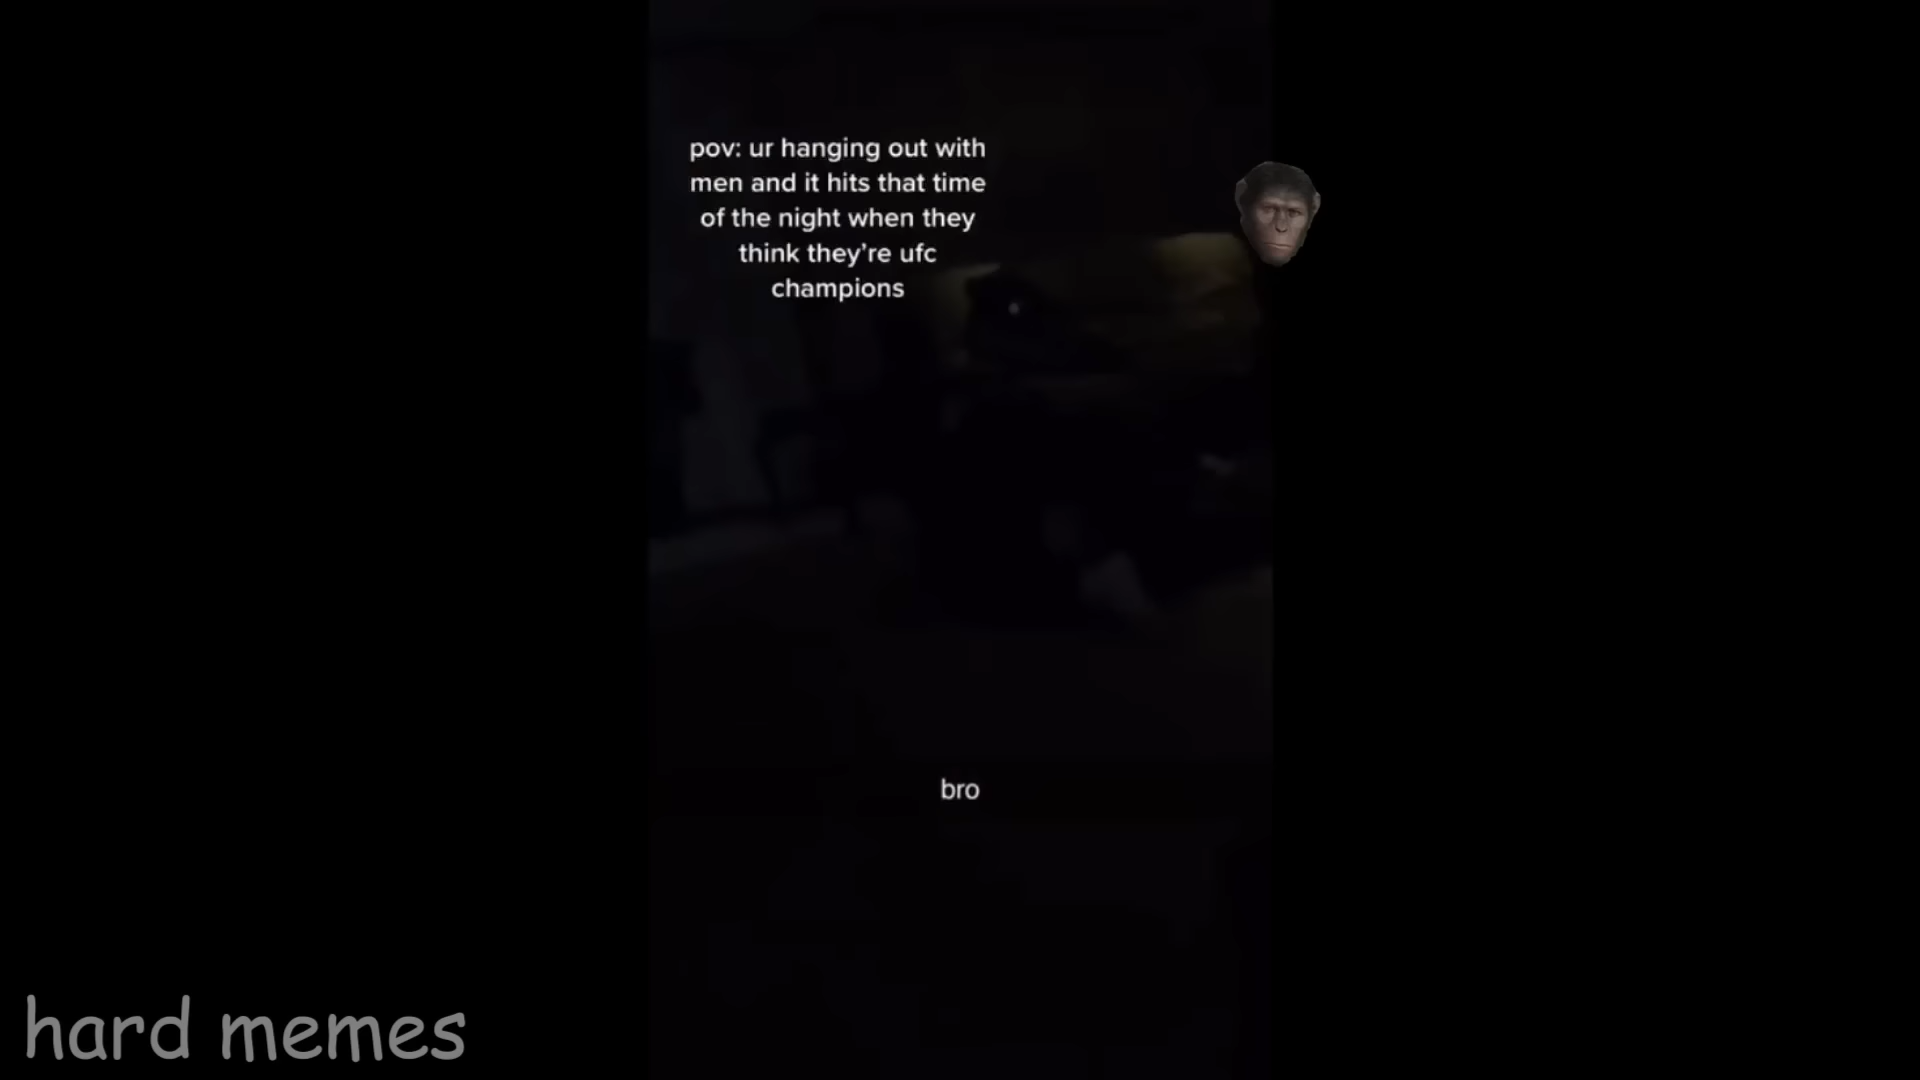 pov: ur hanging out with
men and it hits that time
of the night when they
think they're ufc
champions
bro
hard memes